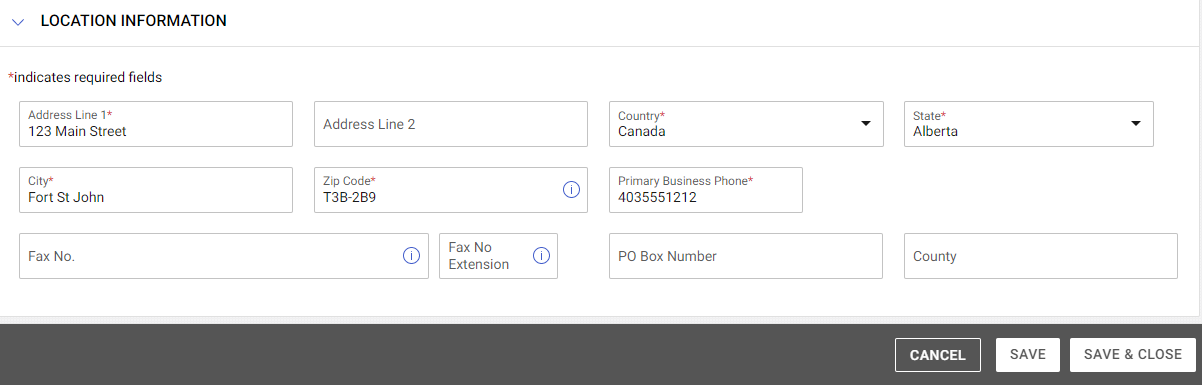 LOCATION INFORMATION
*indicates required fields
Address Line 1*
123 Main Street
Address Line 2
Country*
Canada
State*
Alberta
City*
Fort St John
Zip Code*
T3B-2B9
Primary Business Phone*
4035551212
Fax No.
Fax No
Extension
PO Box Number
County
CANCEL
SAVE
SAVE & CLOSE